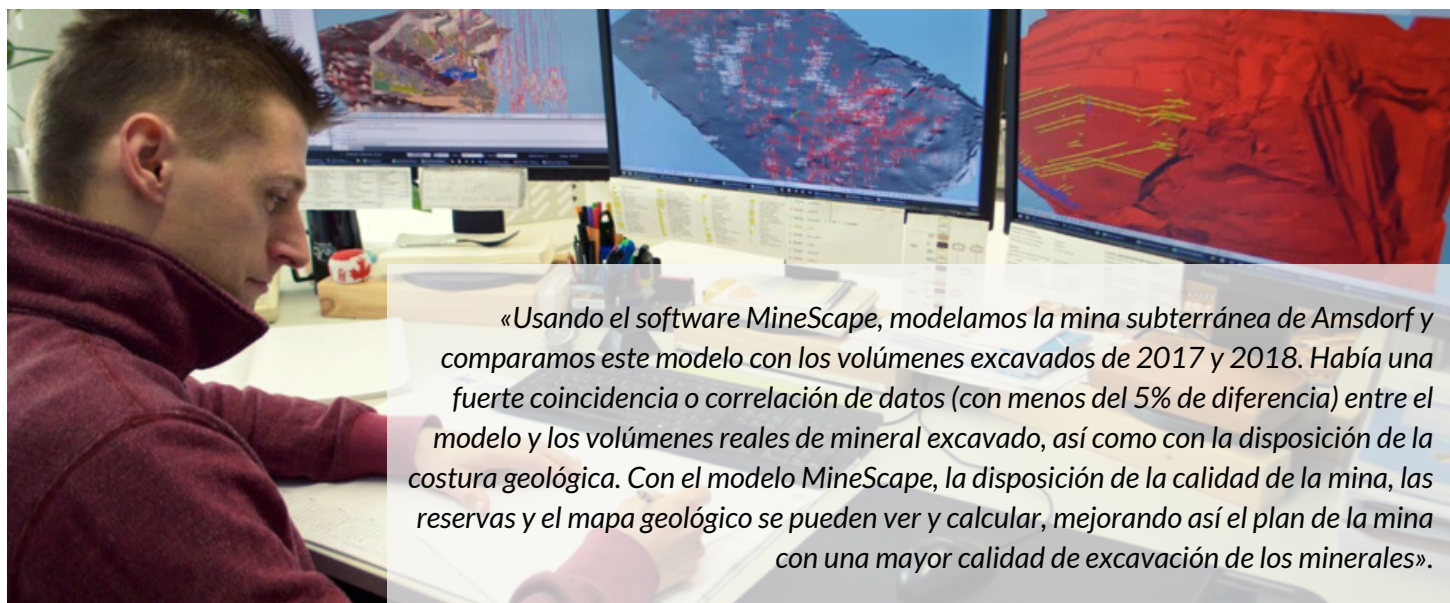 «Usando el software MineScape, modelamos la mina subterránea de Amsdorf y
comparamos este modelo con los volúmenes excavados de 2017 y 2018. Había una
fuerte coincidencia o correlación de datos (con menos del 5% de diferencia) entre el
modelo y los volúmenes reales de mineral excavado, así como con la disposición de la
costura geológica. Con el modelo MineScape, la disposición de la calidad de la mina, las
reservas y el mapa geológico se pueden ver y calcular, mejorando así el plan de la mina
con una mayor calidad de excavación de los minerales».